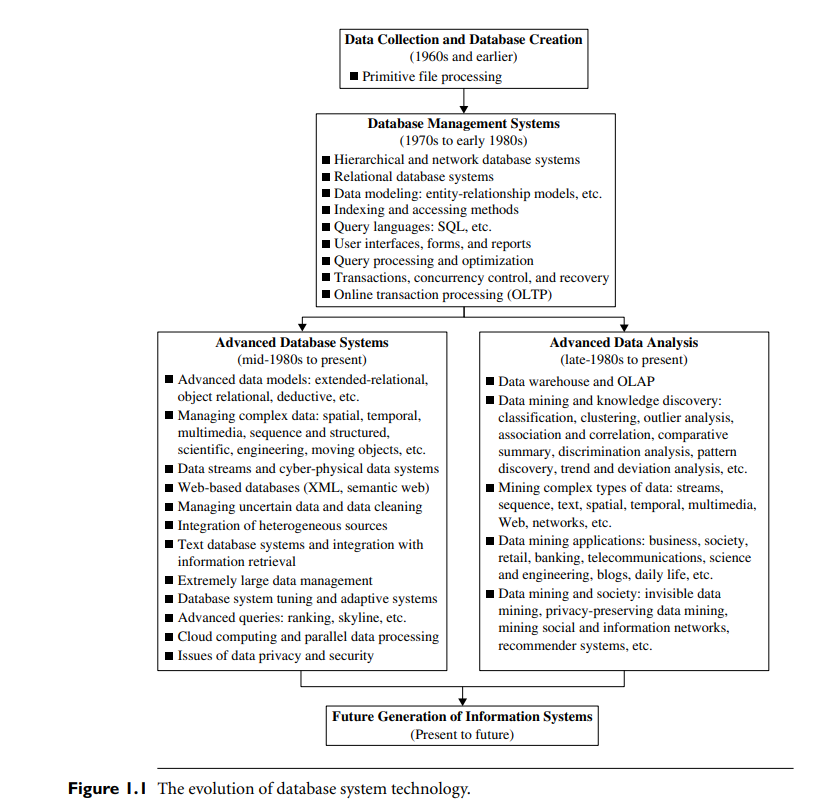 Data Collection and Database Creation
(1960s and earlier)
■ Primitive file processing
Database Management Systems
(1970s to early 1980s)
■ Hierarchical and network database systems
■ Relational database systems
■ Data modeling: entity-relationship models, etc.
■ Indexing and accessing methods
■ Query languages: SQL, etc.
■ User interfaces, forms, and reports
■ Query processing and optimization
■ Transactions, concurrency control, and recovery
■ Online transaction processing (OLTP)
Advanced Database Systems
(mid-1980s to present)
■ Advanced data models: extended-relational,
object relational, deductive, etc.
■ Managing complex data: spatial, temporal,
multimedia, sequence and structured,
scientific, engineering, moving objects, etc.
■ Data streams and cyber-physical data systems
■ Web-based databases (XML, semantic web)
■ Managing uncertain data and data cleaning
■ Integration of heterogeneous sources
■ Text database systems and integration with
information retrieval
■ Extremely large data management
■ Database system tuning and adaptive systems
■ Advanced queries: ranking, skyline, etc.
■ Cloud computing and parallel data processing
■ Issues of data privacy and security
Advanced Data Analysis
(late-1980s to present)
■ Data warehouse and OLAP
■ Data mining and knowledge discovery:
classification, clustering, outlier analysis,
association and correlation, comparative
summary, discrimination analysis, pattern
discovery, trend and deviation analysis, etc.
■ Mining complex types of data: streams,
sequence, text, spatial, temporal, multimedia,
Web, networks, etc.
■ Data mining applications: business, society,
retail, banking, telecommunications, science
and engineering, blogs, daily life, etc.
■ Data mining and society: invisible data
mining, privacy-preserving data mining,
mining social and information networks,
recommender systems, etc.
Future Generation of Information Systems
(Present to future)
Figure 1.1 The evolution of database system technology.